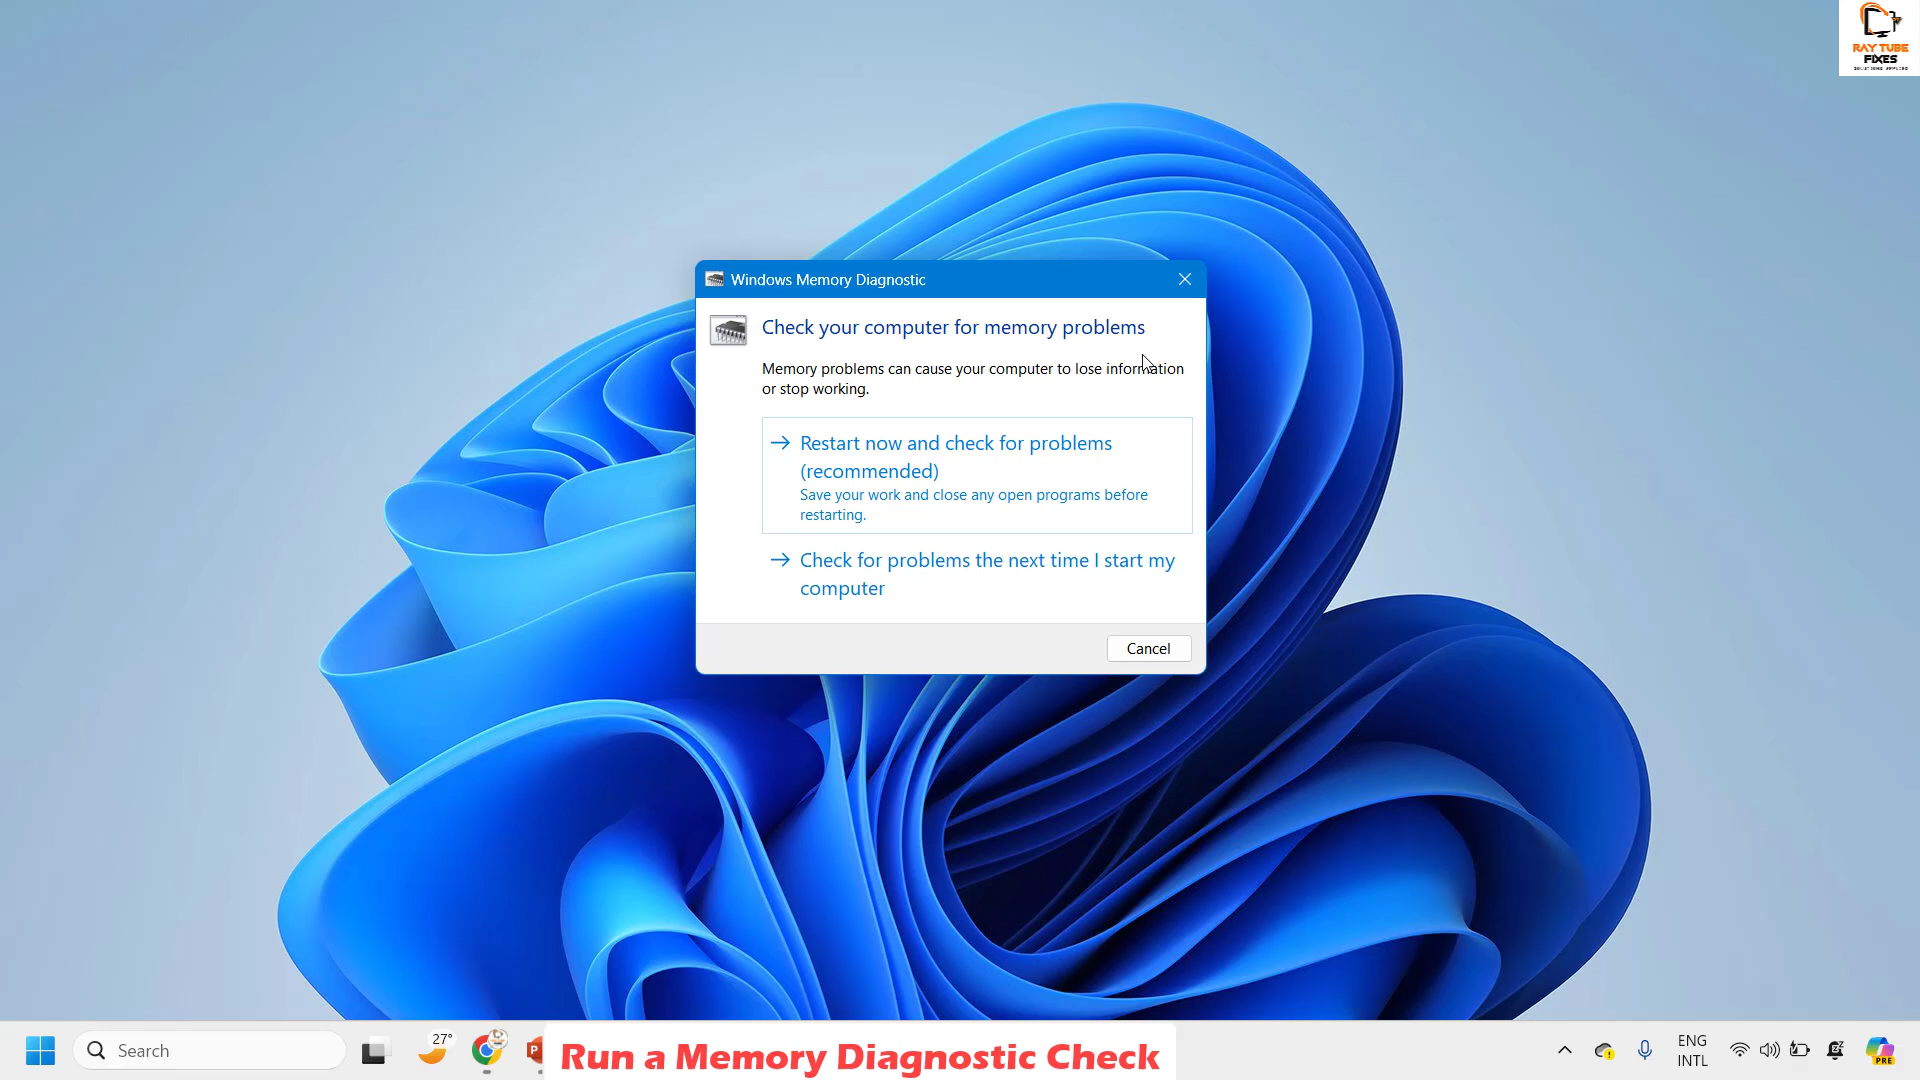 RAY TUBE
FIXES
Windows Memory Diagnostic
Check your computer for memory problems
Memory problems can cause your computer to lose information
or stop working.
Restart now and check for problems
(recommended)
Save your work and close any open programs before
restarting.
Check for problems the next time I start my
computer
Cancel
Search
27°
Run a Memory Diagnostic Check
ENG
INTL
PRE